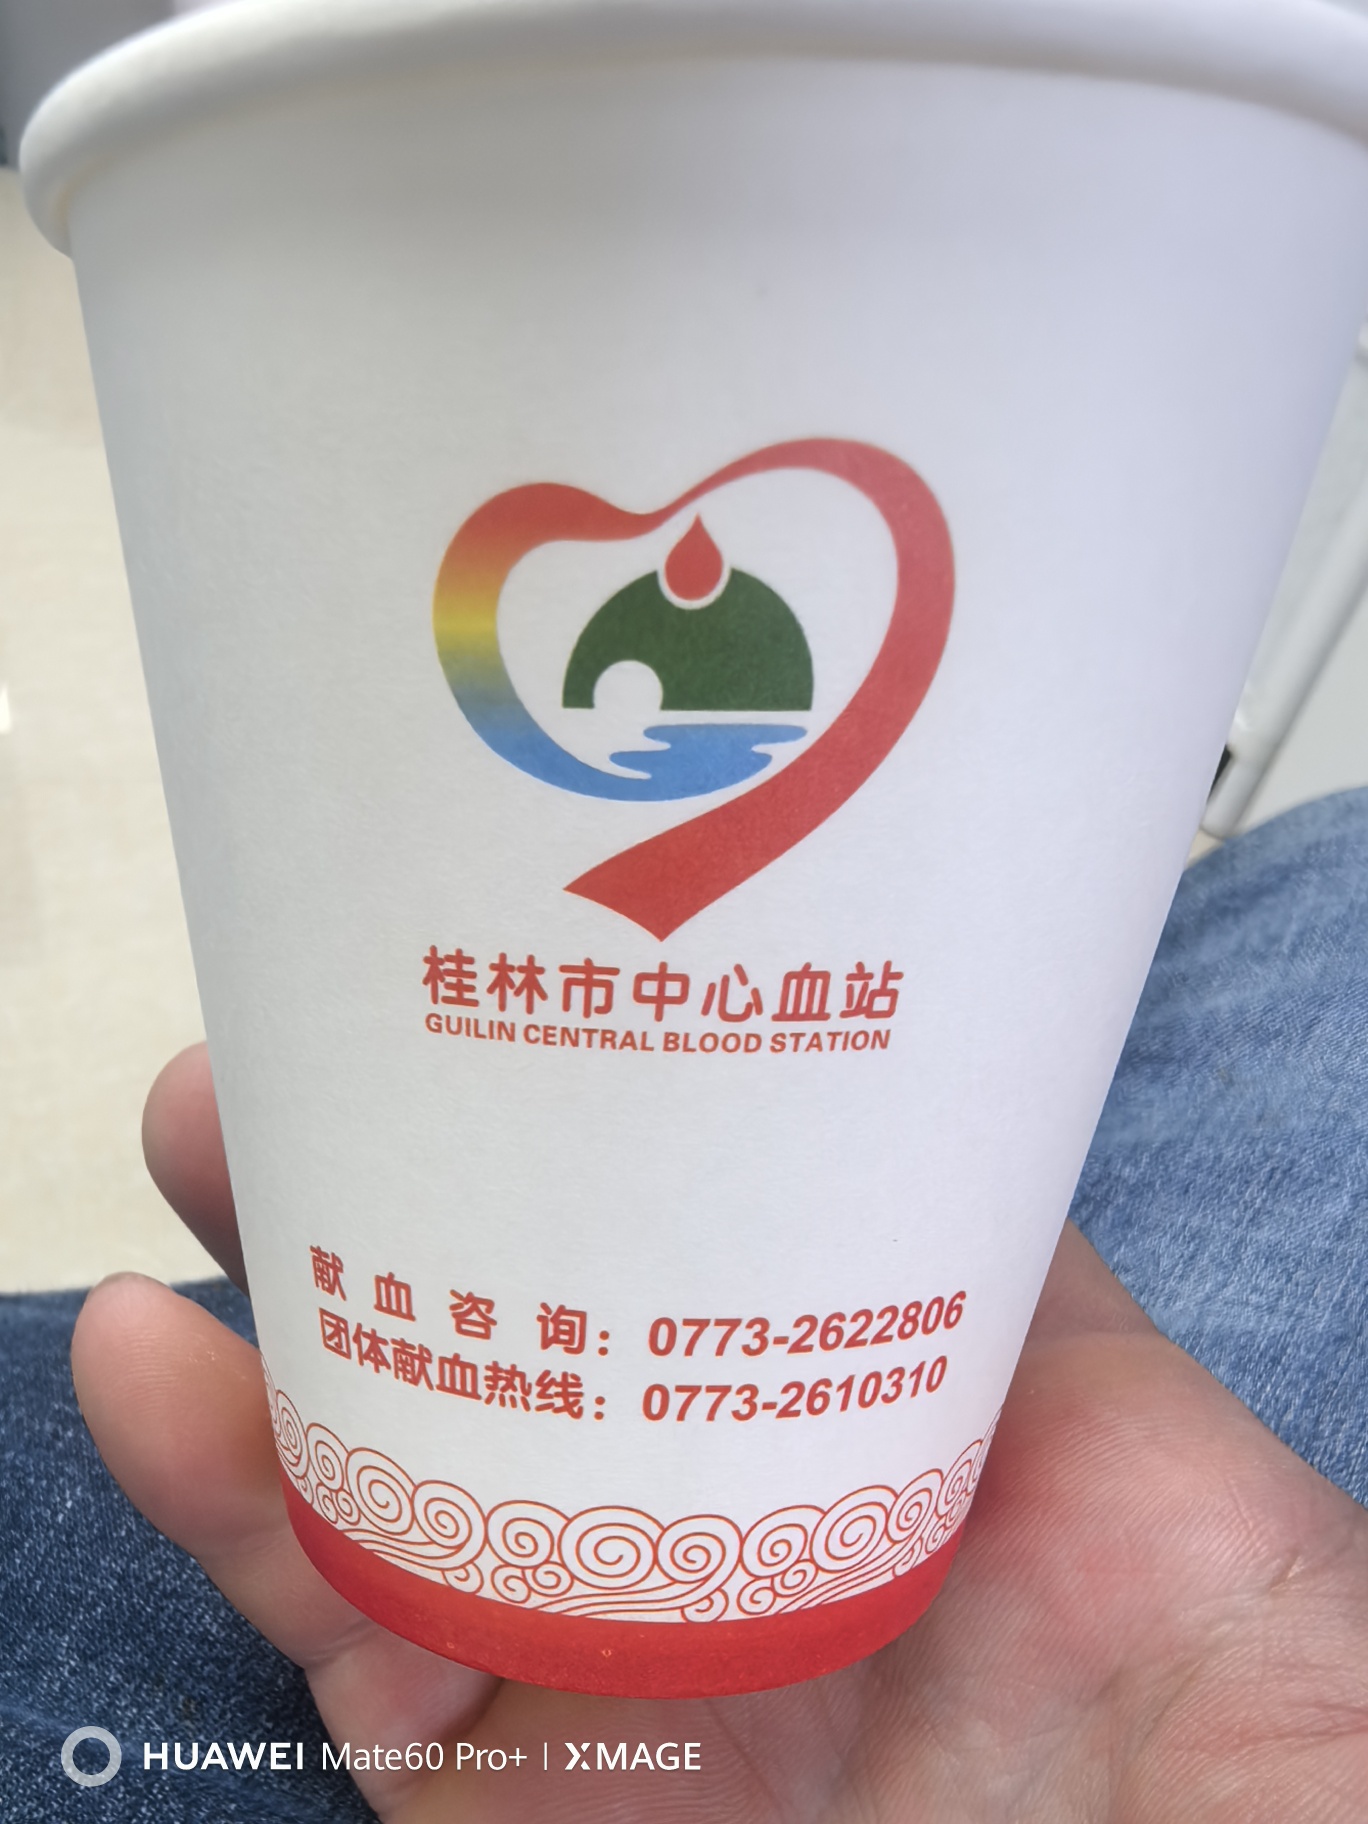 桂林市中心血站
GUILIN CENTRAL BLOOD STATION
献血咨询：0773-2622806
团体献血热线：0773-2610310
HUAWEI Mate60 Pro+ | XMAGE